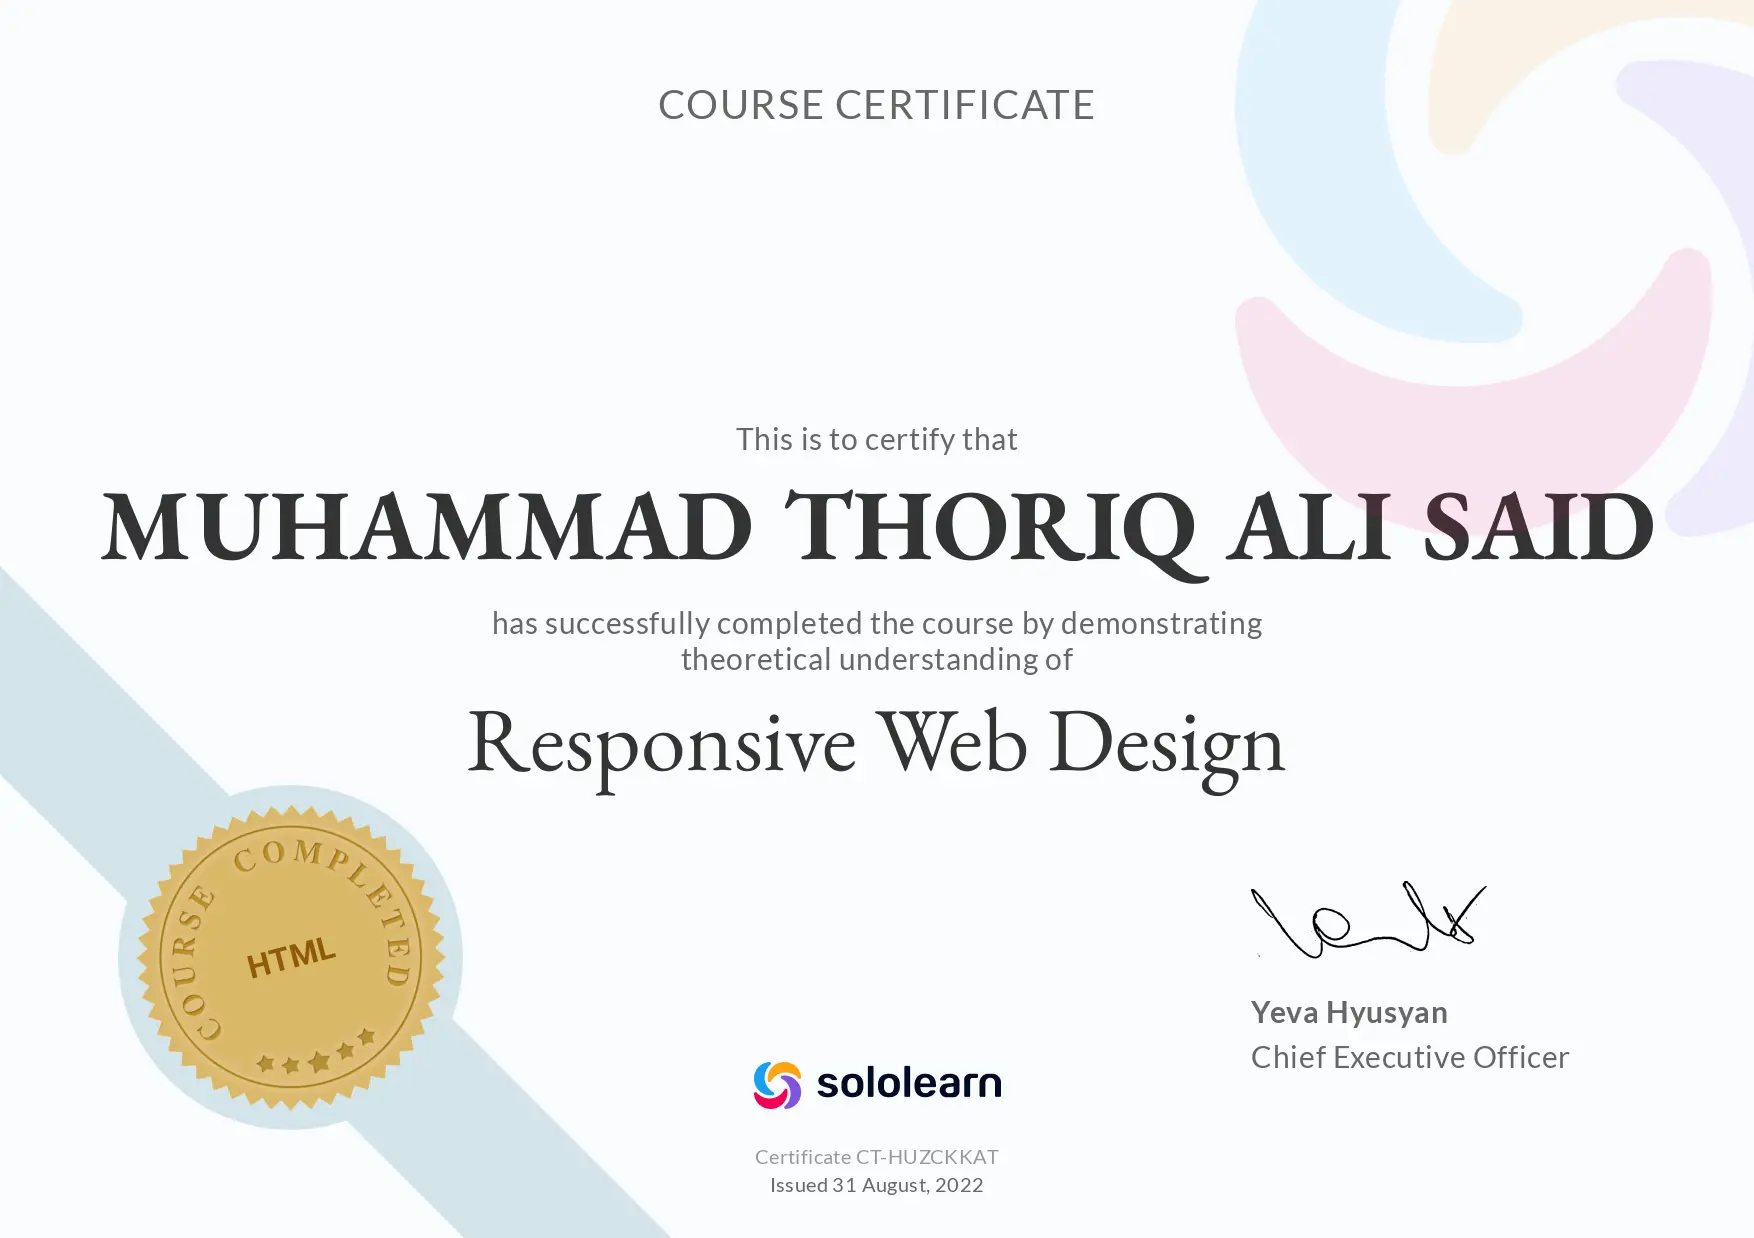 COURSE CERTIFICATE
This is to certify that
MUHAMMAD THORIQ ALI SAID
has successfully completed the course by demonstrating
theoretical understanding of
Responsive Web Design
COURSE COMPLETED
HTML
Yeva Hyusyan
Chief Executive Officer
sololearn
Certificate CT-HUZCKKAT
Issued 31 August, 2022